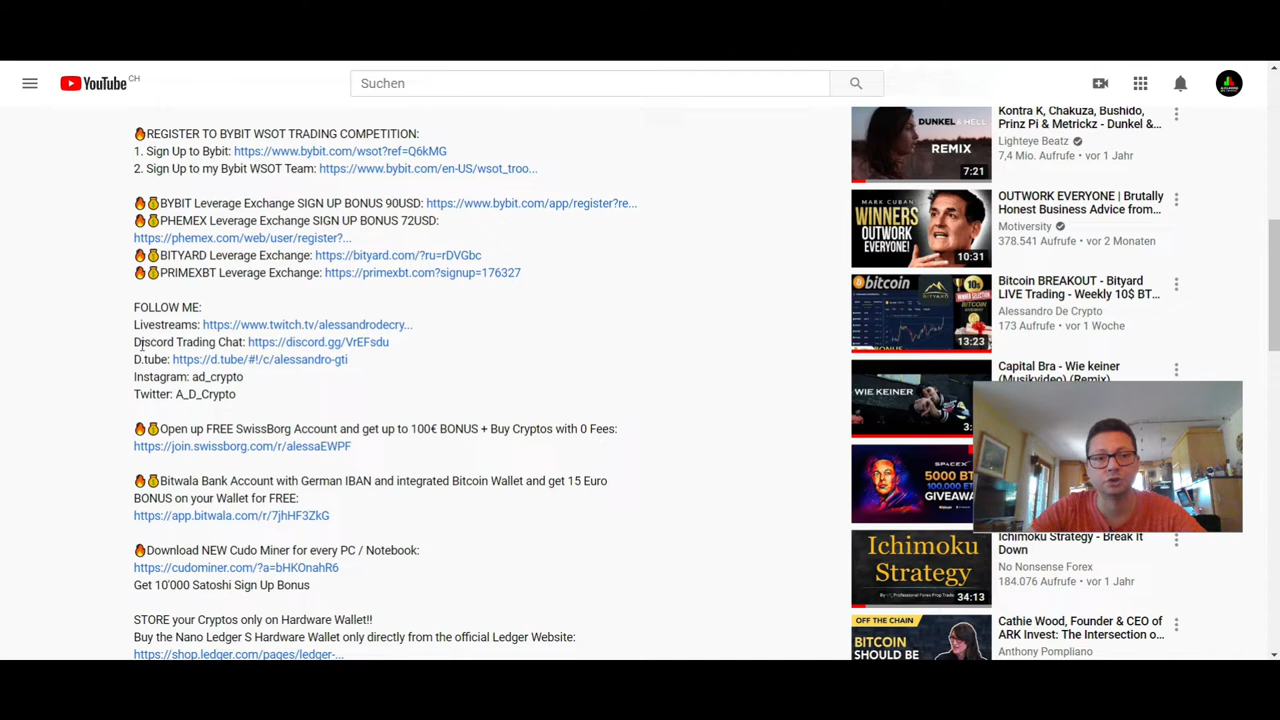 YouTube CH
Suchen
🔥REGISTER TO BYBIT WSOT TRADING COMPETITION:
1. Sign Up to Bybit: https://www.bybit.com/wsot?ref=Q6kMG
2. Sign Up to my Bybit WSOT Team: https://www.bybit.com/en-US/wsot_troo...
🔥💰BYBIT Leverage Exchange SIGN UP BONUS 90USD: https://www.bybit.com/app/register?re...
🔥💰PHEMEX Leverage Exchange SIGN UP BONUS 72USD:
https://phemex.com/web/user/register?...
🔥💰BITYARD Leverage Exchange: https://bityard.com/?ru=rDVGbc
🔥💰PRIMEXBT Leverage Exchange: https://primexbt.com?signup=176327
FOLLOW ME:
Livestreams: https://www.twitch.tv/alessandrodecry...
Discord Trading Chat: https://discord.gg/VrEFsdu
D.tube: https://d.tube/#!/c/alessandro-gti
Instagram: ad_crypto
Twitter: A_D_Crypto
🔥💰Open up FREE SwissBorg Account and get up to 100€ BONUS + Buy Cryptos with 0 Fees:
https://join.swissborg.com/r/alessaEWPF
🔥💰Bitwala Bank Account with German IBAN and integrated Bitcoin Wallet and get 15 Euro
BONUS on your Wallet for FREE:
https://app.bitwala.com/r/7jhHF3ZkG
🔥Download NEW Cudo Miner for every PC / Notebook:
https://cudominer.com/?a=bHKOnahR6
Get 10'000 Satoshi Sign Up Bonus
STORE your Cryptos only on Hardware Wallet!!
Buy the Nano Ledger S Hardware Wallet only directly from the official Ledger Website:
https://shop.ledger.com/pages/ledger-...
DUNKEL & HELL
REMIX
7:21
Kontra K, Chakuza, Bushido,
Prinz Pi & Metrickz - Dunkel &...
Lighteye Beatz
7,4 Mio. Aufrufe • vor 1 Jahr
MARK CUBAN
WINNERS
OUTWORK
EVERYONE!
10:31
OUTWORK EVERYONE | Brutally
Honest Business Advice from...
Motiversity
378.541 Aufrufe • vor 2 Monaten
bitcoin
BITYARD
10$
13:23
Bitcoin BREAKOUT - Bityard
LIVE Trading - Weekly 10$ BT...
Alessandro De Crypto
173 Aufrufe • vor 1 Woche
WIE KEINER
3:
Capital Bra - Wie keiner
(Musikvideo) (Remix)
SPACEX
5000 BT
100,000 ET
GIVEAWA
Ichimoku
Strategy
34:13
Ichimoku Strategy - Break It
Down
No Nonsense Forex
184.076 Aufrufe • vor 1 Jahr
OFF THE CHAIN
BITCOIN
SHOULD BE
Cathie Wood, Founder & CEO of
ARK Invest: The Intersection o...
Anthony Pompliano